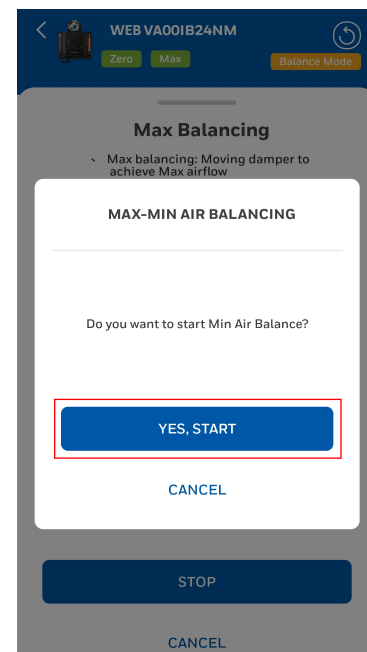 WEB VA00IB24NM
Zero Max
Balance Mode
Max Balancing
Max balancing: Moving damper to
achieve Max airflow
MAX-MIN AIR BALANCING
Do you want to start Min Air Balance?
YES, START
CANCEL
STOP
CANCEL